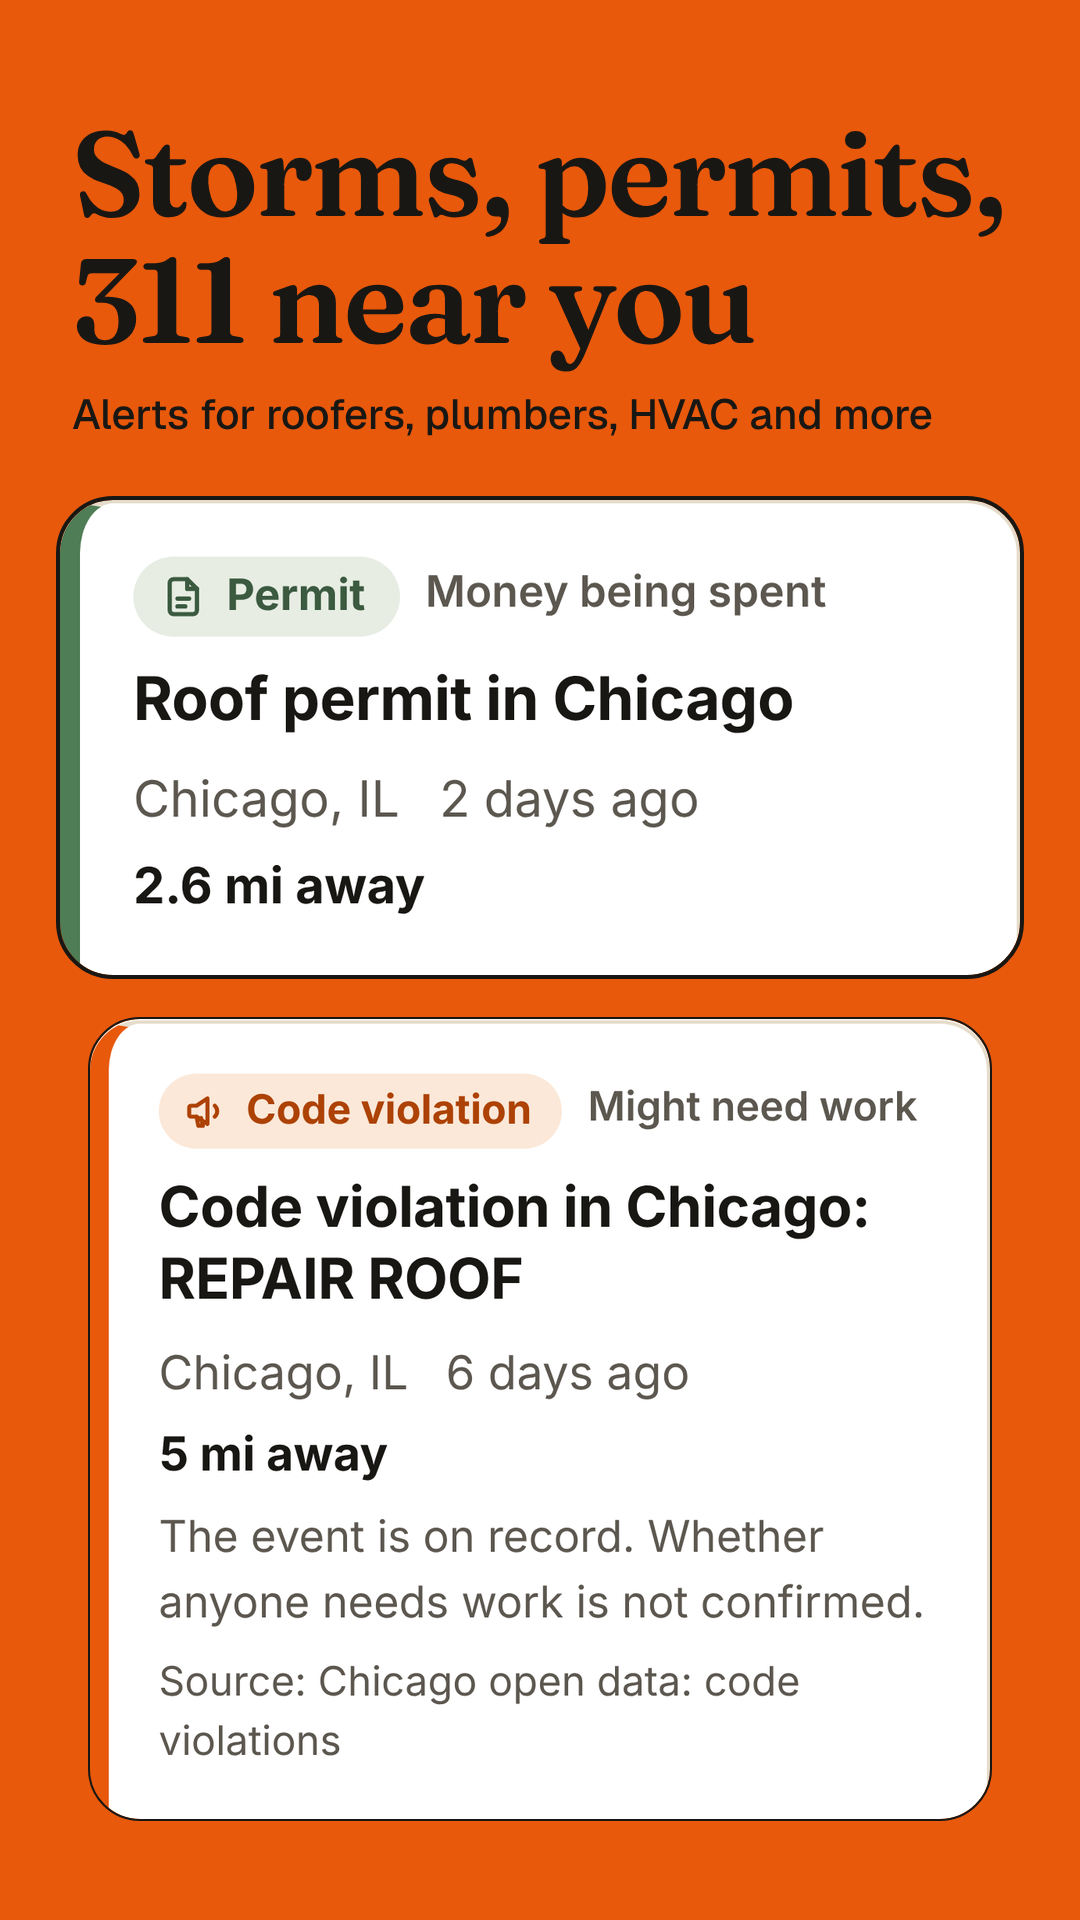 Storms, permits,
311 near you
Alerts for roofers, plumbers, HVAC and more
Permit Money being spent
Roof permit in Chicago
Chicago, IL 2 days ago
2.6 mi away
Code violation Might need work
Code violation in Chicago:
REPAIR ROOF
Chicago, IL 6 days ago
5 mi away
The event is on record. Whether
anyone needs work is not confirmed.
Source: Chicago open data: code
violations